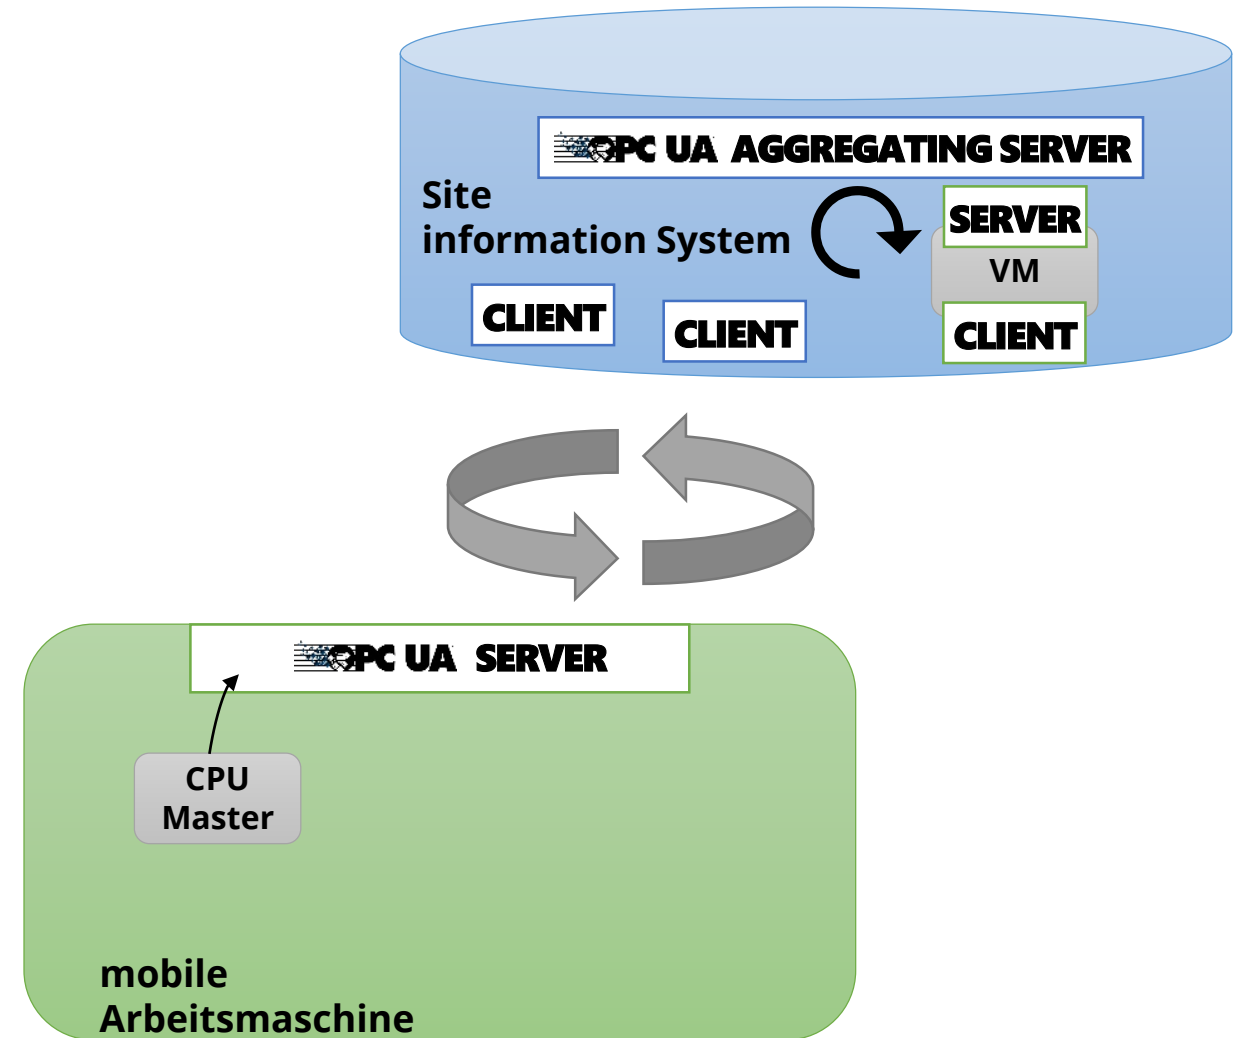 OPC UA AGGREGATING SERVER
Site
information System
SERVER
VM
CLIENT
CLIENT
CLIENT
OPC UA SERVER
CPU
Master
mobile
Arbeitsmaschine